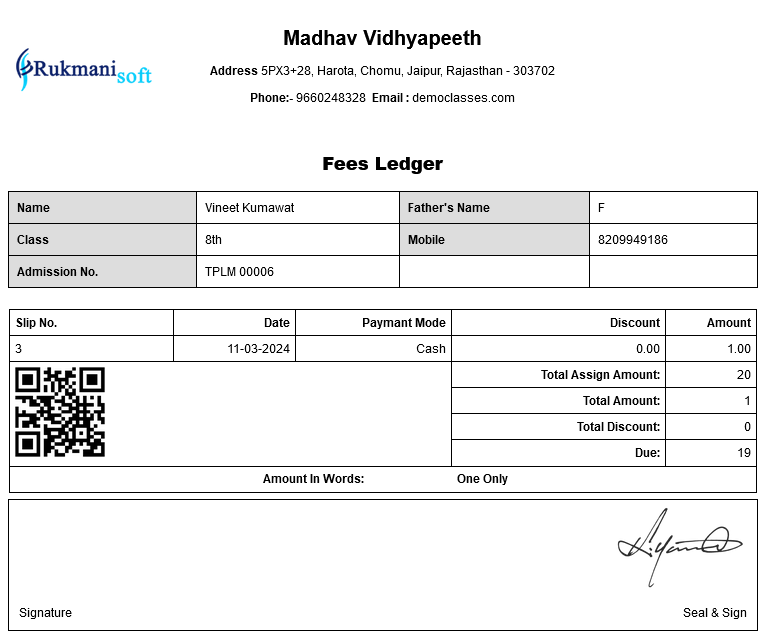 Madhav Vidhyapeeth
Rukmani soft
Address 5PX3+28, Harota, Chomu, Jaipur, Rajasthan - 303702
Phone:- 9660248328 Email : democlasses.com
Fees Ledger
Name Vineet Kumawat Father's Name F
Class 8th Mobile 8209949186
Admission No. TPLM 00006
Slip No. Date Paymant Mode Discount Amount
3 11-03-2024 Cash 0.00 1.00
Total Assign Amount: 20
Total Amount: 1
Total Discount: 0
Due: 19
Amount In Words: One Only
Signature Seal & Sign